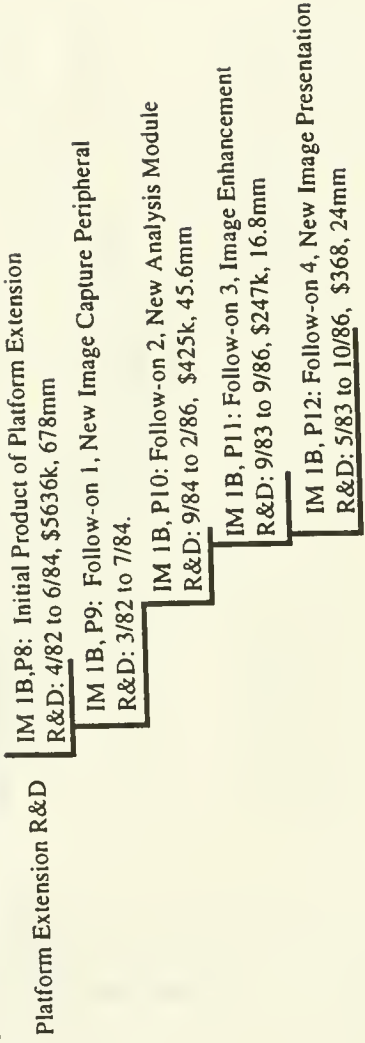 Platform Extension R&D
IM 1B,P8: Initial Product of Platform Extension
R&D: 4/82 to 6/84, $5636k, 678mm
IM 1B, P9: Follow-on 1, New Image Capture Peripheral
R&D: 3/82 to 7/84.
IM 1B, P10: Follow-on 2, New Analysis Module
R&D: 9/84 to 2/86, $425k, 45.6mm
IM 1B, P11: Follow-on 3, Image Enhancement
R&D: 9/83 to 9/86, $247k, 16.8mm
IM 1B, P12: Follow-on 4, New Image Presentation
R&D: 5/83 to 10/86, $368, 24mm